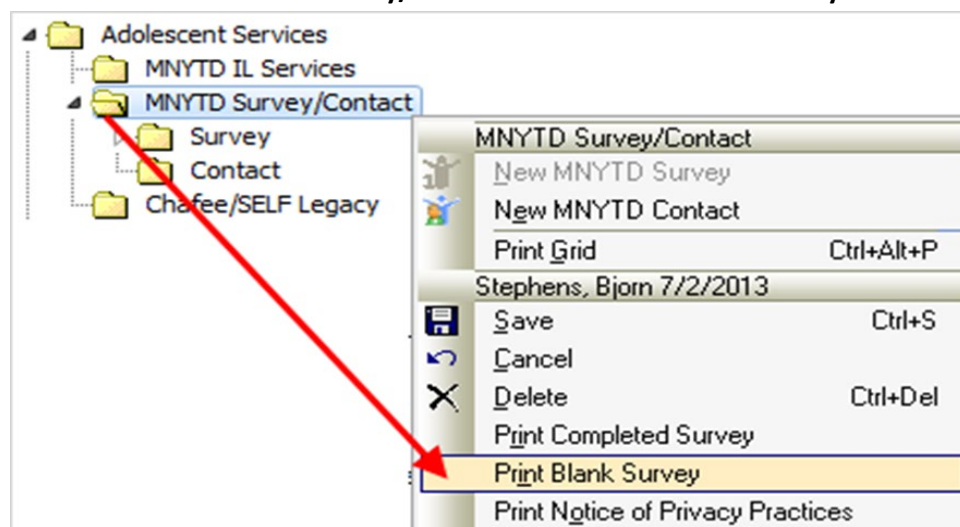 Adolescent Services
MNYTD IL Services
MNYTD Survey/Contact
Survey
Contact
Chafee/SELF Legacy
MNYTD Survey/Contact
New MNYTD Survey
New MNYTD Contact
Print Grid Ctrl+Alt+P
Stephens, Bjorn 7/2/2013
Save Ctrl+S
Cancel
Delete Ctrl+Del
Print Completed Survey
Print Blank Survey
Print Notice of Privacy Practices